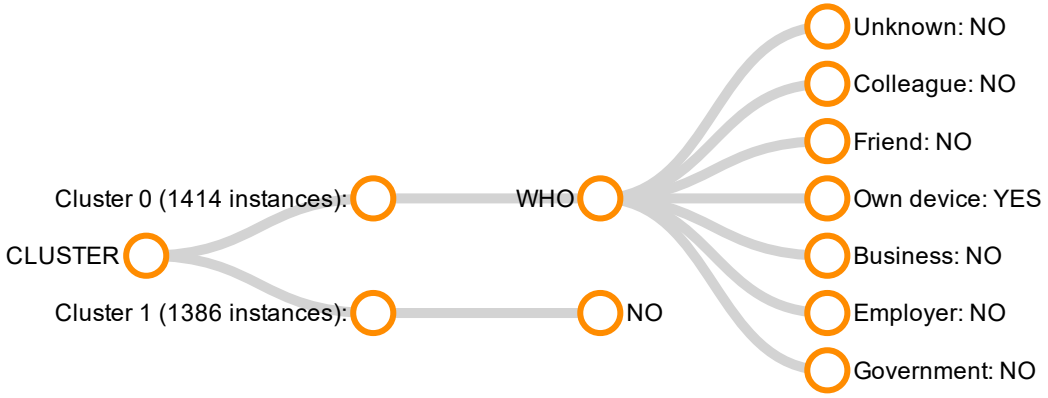 Unknown: NO
Colleague: NO
Friend: NO
Cluster 0 (1414 instances):
WHO
Own device: YES
CLUSTER
Business: NO
Cluster 1 (1386 instances):
NO
Employer: NO
Government: NO